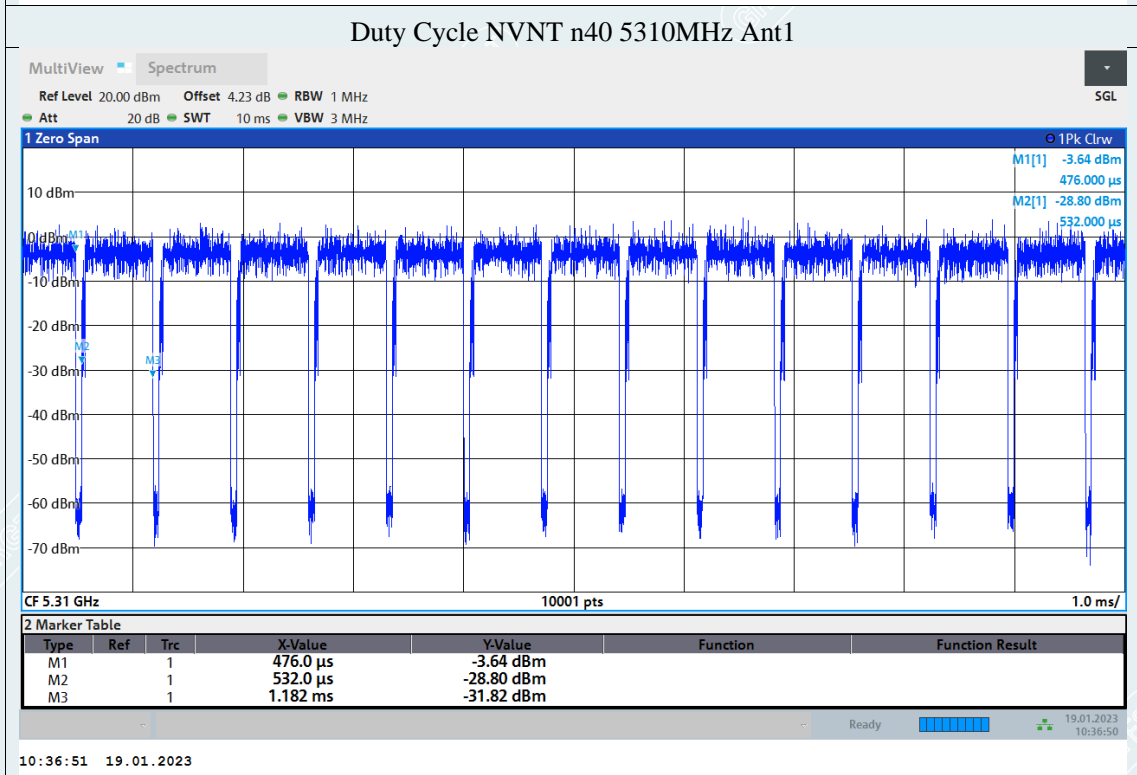 Duty Cycle NVNT n40 5310MHz Ant1
MultiView Spectrum
Ref Level 20.00 dBm Offset 4.23 dB RBW 1 MHz SGL
Att 20 dB SWT 10 ms VBW 3 MHz
1 Zero Span 1Pk Clrw
M1[1] -3.64 dBm
476.000 µs
M2[1] -28.80 dBm
532.000 µs
10 dBm
0 dBm
M1
-10 dBm
-20 dBm
M2
M3
-30 dBm
-40 dBm
-50 dBm
-60 dBm
-70 dBm
CF 5.31 GHz 10001 pts 1.0 ms/
2 Marker Table
Type Ref Trc X-Value Y-Value Function Function Result
M1 1 476.0 µs -3.64 dBm
M2 1 532.0 µs -28.80 dBm
M3 1 1.182 ms -31.82 dBm
Ready 19.01.2023
10:36:50
10:36:51 19.01.2023